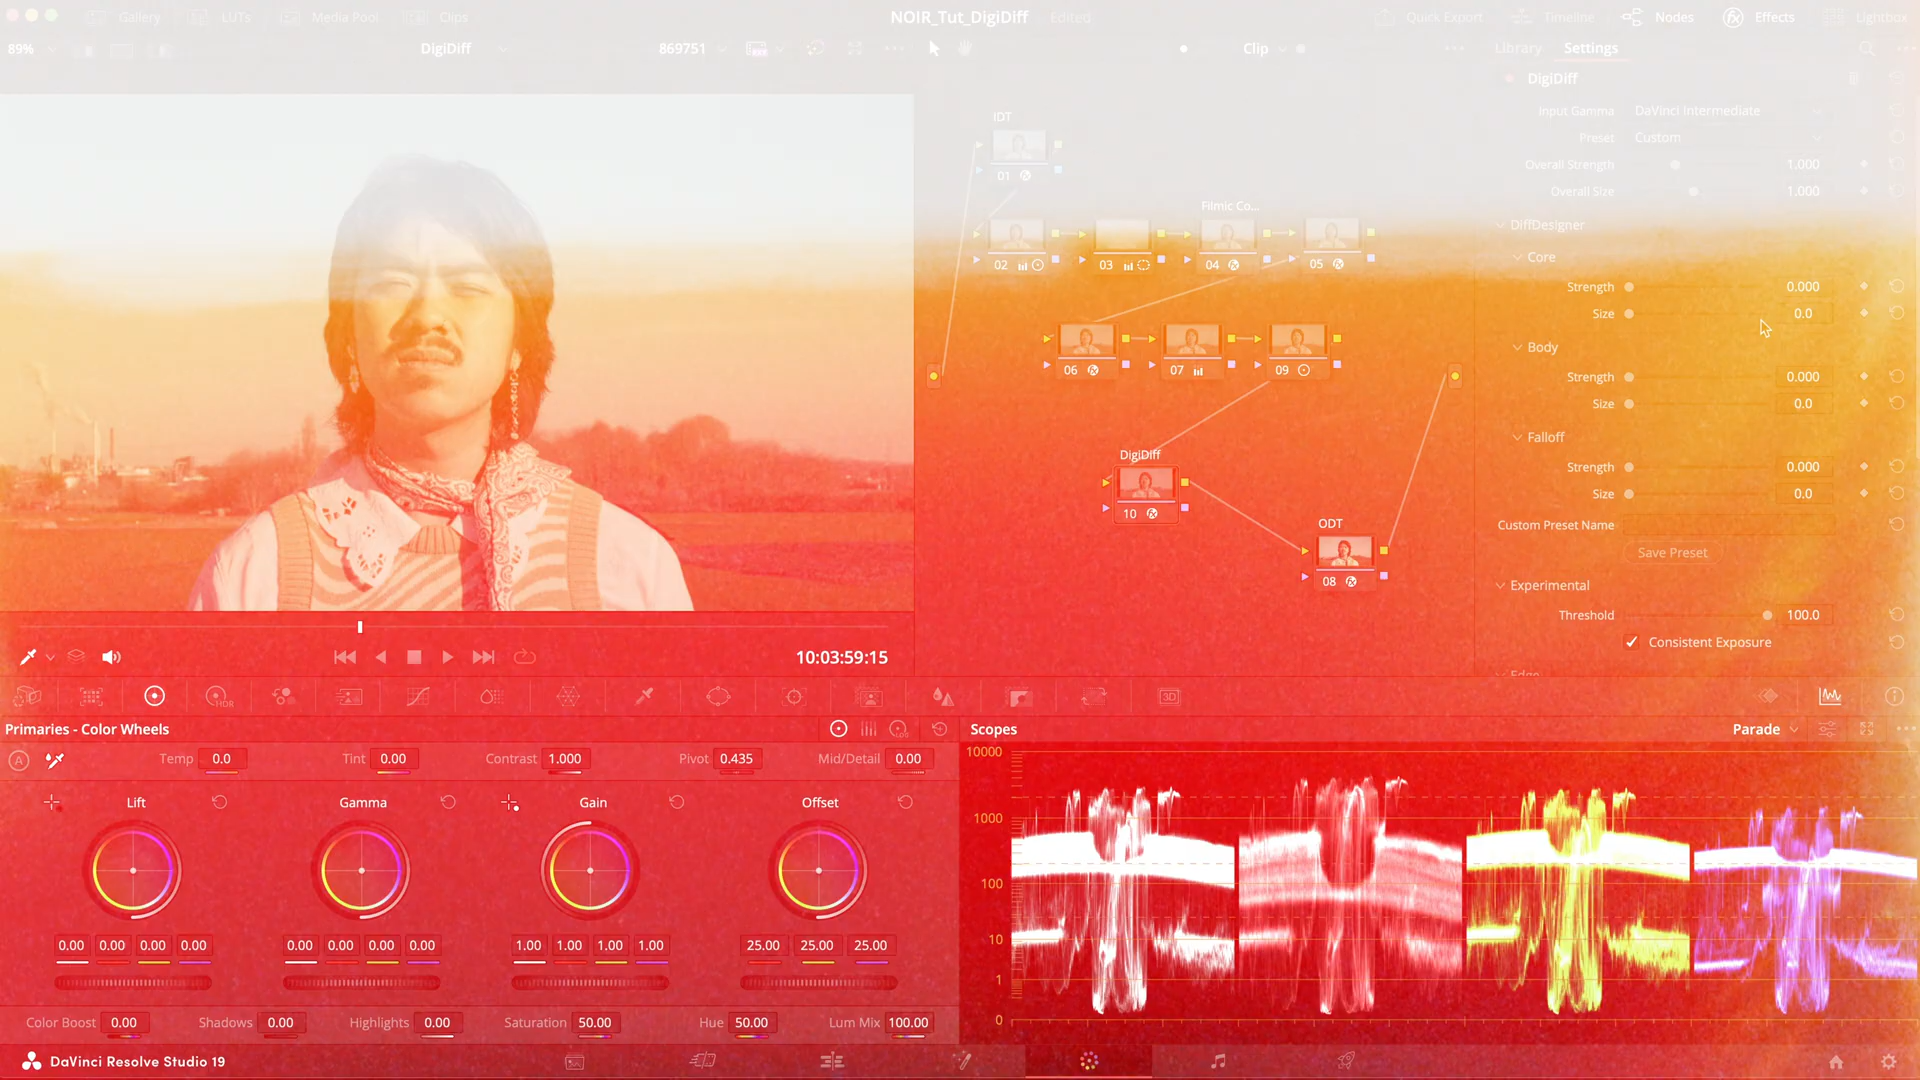 Gallery LUTs Media Pool Clips NOIR_Tut_DigiDiff Edited Quick Export Timeline Nodes Effects Lightbox
89% DigiDiff 869751 Clip Library Settings
DigiDiff
Input Gamma DaVinci Intermediate
Preset Custom
Overall Strength 1.000
Overall Size 1.000
DiffDesigner
Core
Strength 0.000
Size 0.0
Body
Strength 0.000
Size 0.0
Falloff
Strength 0.000
Size 0.0
Custom Preset Name
Save Preset
Experimental
Threshold 100.0
Consistent Exposure
Edge
IDT
01
Filmic Co...
02 03 04 05
06 07 09
DigiDiff
10
ODT
08
10:03:59:15
HDR
3D
Primaries - Color Wheels
LOG
A Temp 0.0 Tint 0.00 Contrast 1.000 Pivot 0.435 Mid/Detail 0.00
Lift Gamma Gain Offset
0.00 0.00 0.00 0.00 0.00 0.00 0.00 0.00 1.00 1.00 1.00 1.00 25.00 25.00 25.00
Color Boost 0.00 Shadows 0.00 Highlights 0.00 Saturation 50.00 Hue 50.00 Lum Mix 100.00
Scopes Parade
10000
1000
100
10
1
0
DaVinci Resolve Studio 19